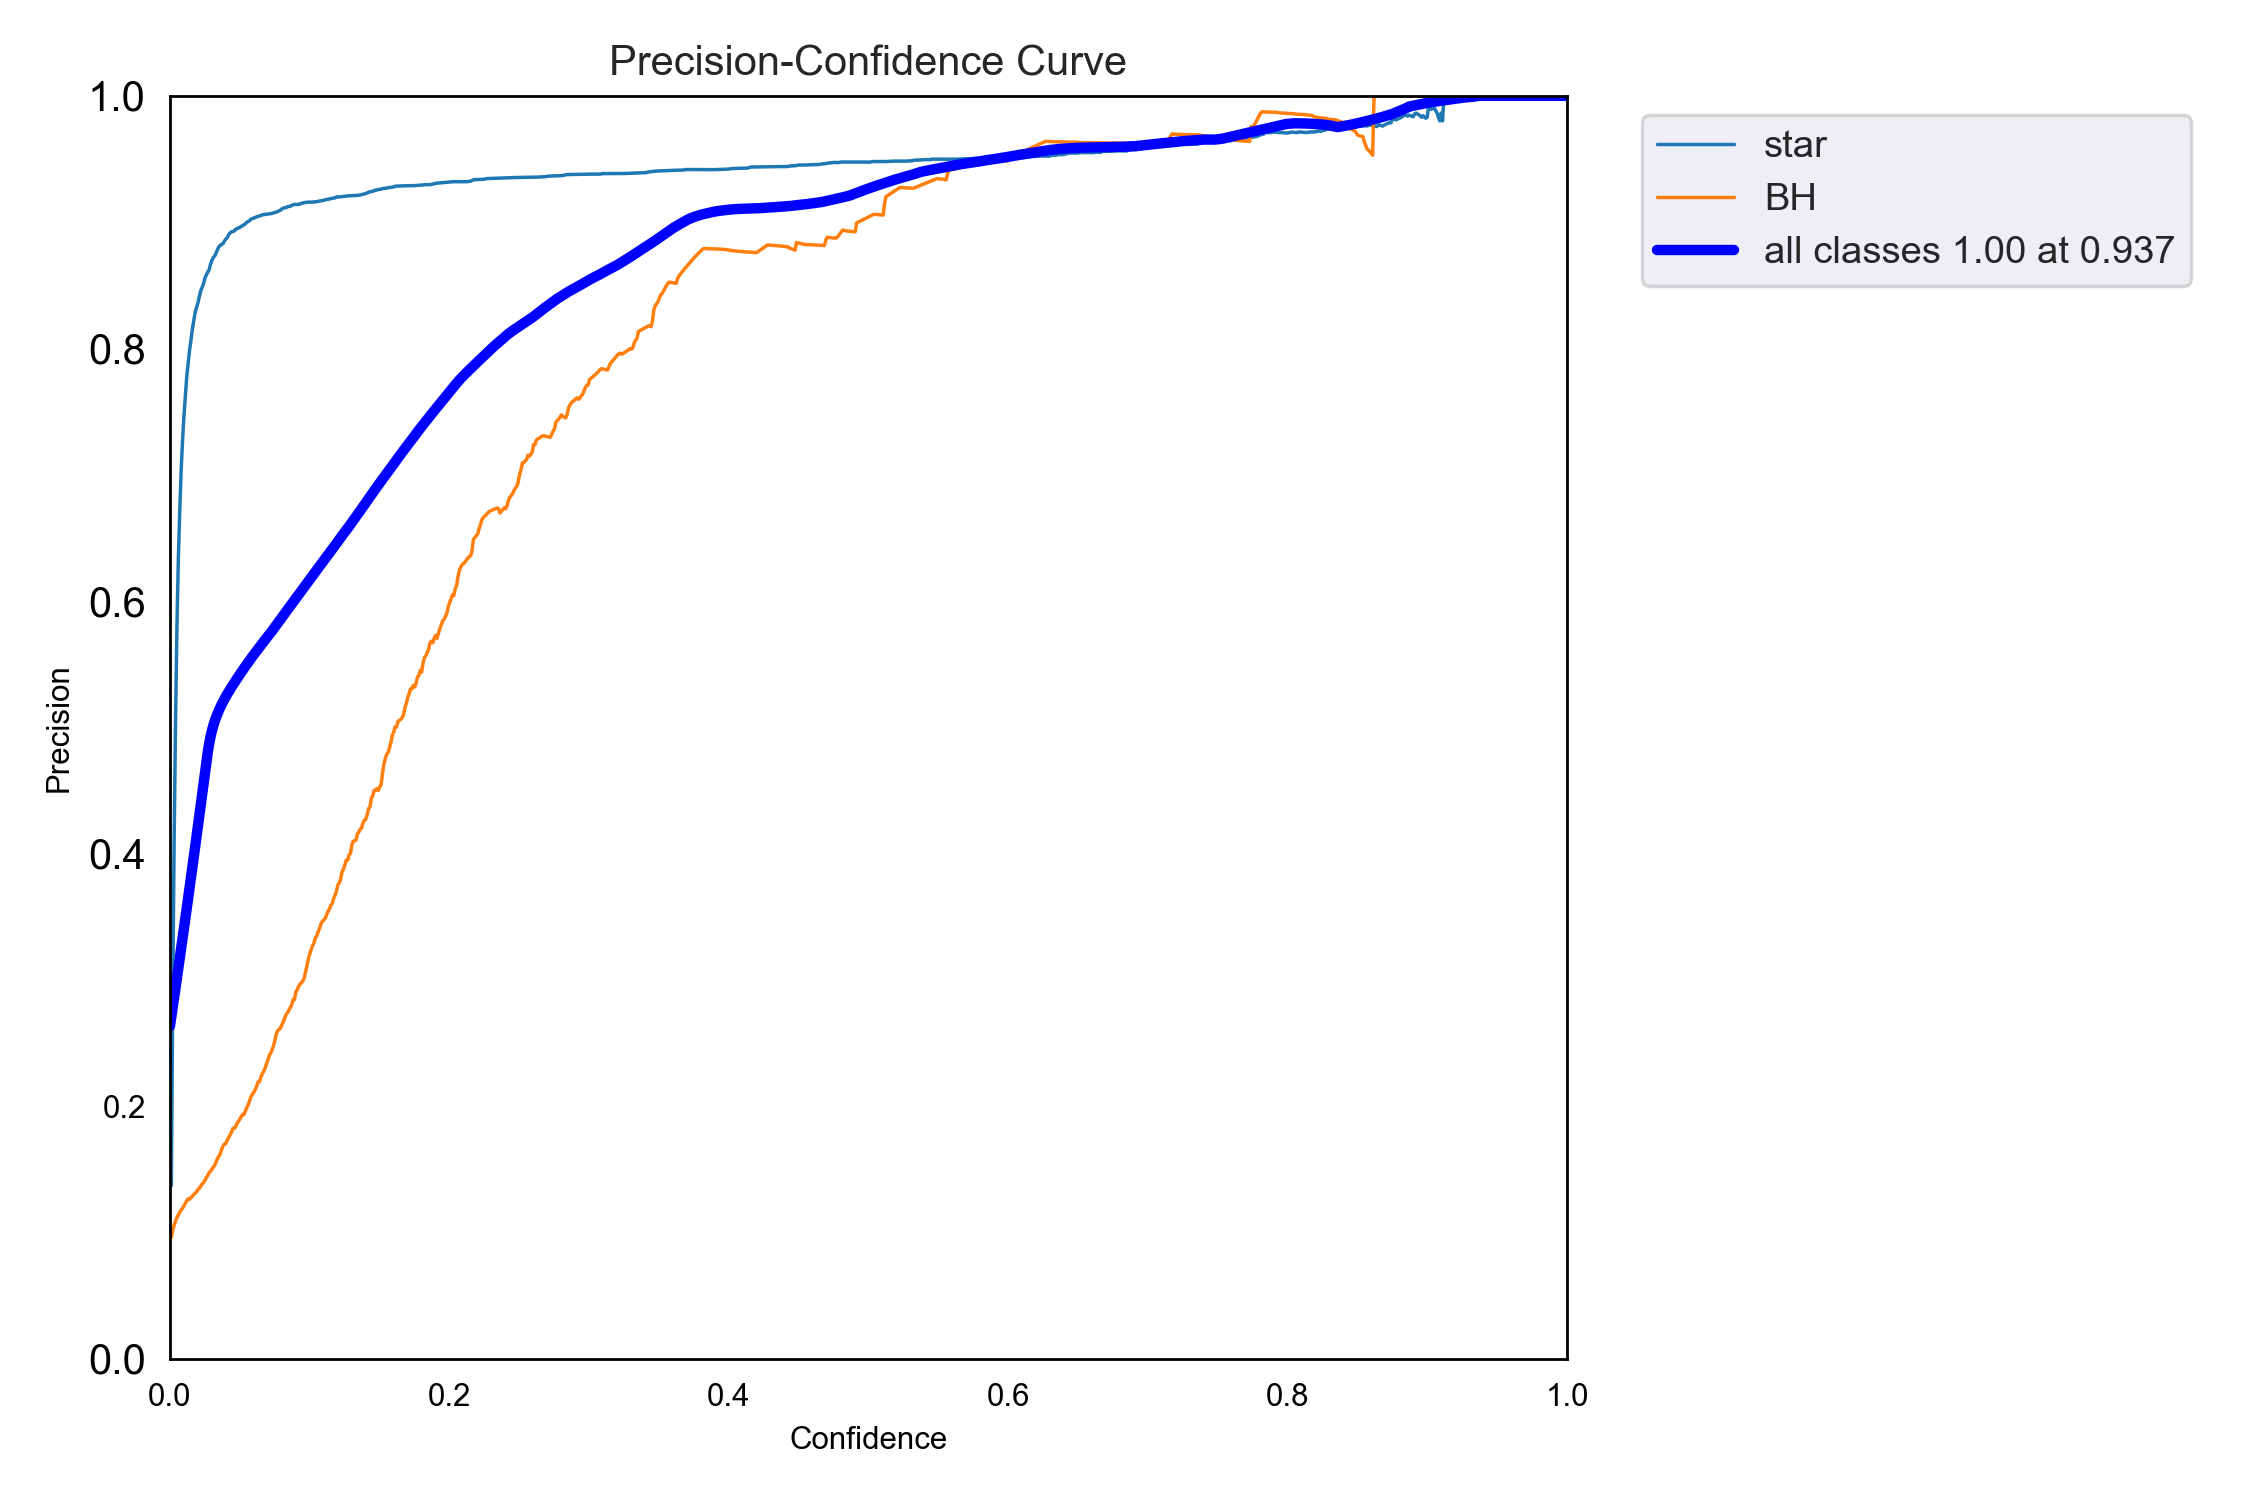 Precision-Confidence Curve
1.0
0.8
0.6
0.4
0.2
0.0
Precision
0.0 0.2 0.4 0.6 0.8 1.0
Confidence
star
BH
all classes 1.00 at 0.937